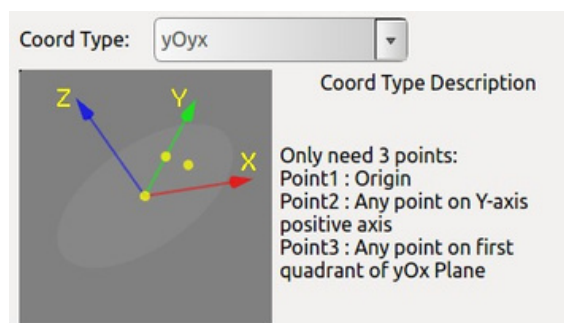 Coord Type: yOyx
Coord Type Description
Z Y
X
Only need 3 points:
Point1 : Origin
Point2 : Any point on Y-axis
positive axis
Point3 : Any point on first
quadrant of yOx Plane